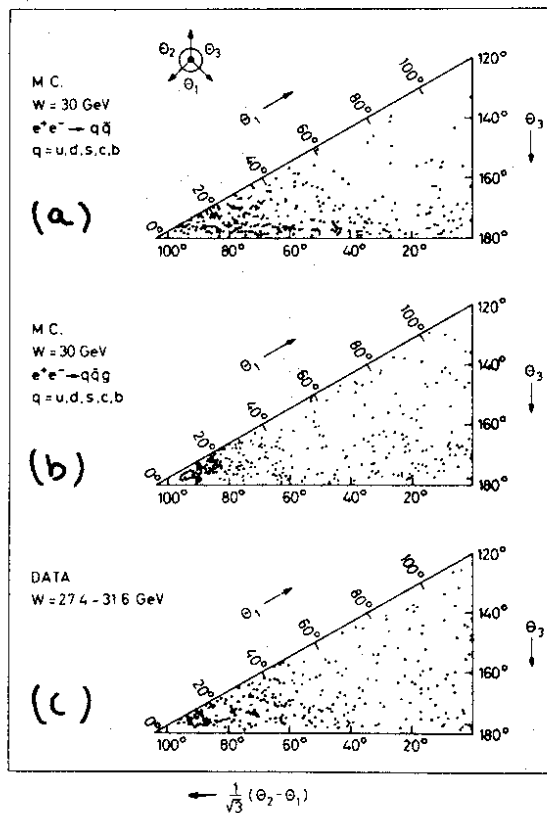 Θ₂ Θ₃
Θ₁
M C.
W = 30 GeV
e⁺e⁻ → qq̄
q = u,d,s,c,b
(a)
Θ₁
0° 20° 40° 60° 80° 100°
120°
140°
160°
180°
Θ₃
100° 80° 60° 40° 20°
M C.
W = 30 GeV
e⁺e⁻ → qq̄g
q = u,d,s,c,b
(b)
Θ₁
0° 20° 40° 60° 80° 100°
120°
140°
160°
180°
Θ₃
100° 80° 60° 40° 20°
DATA
W = 27.4 – 31.6 GeV
(c)
Θ₁
0° 20° 40° 60° 80° 100°
120°
140°
160°
180°
Θ₃
100° 80° 60° 40° 20°
← 1/√3 (Θ₂-Θ₁)